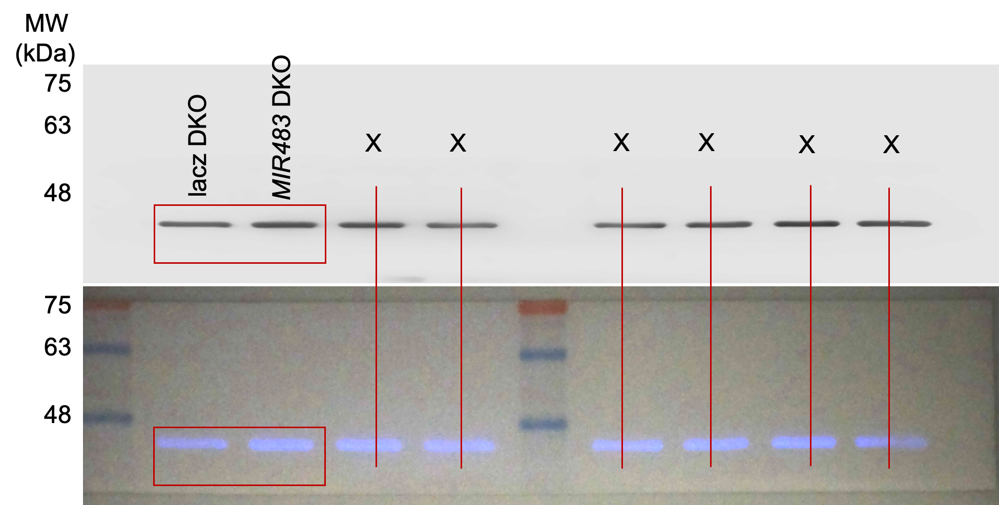 MW
(kDa)
75
63
48
lacz DKO
MIR483 DKO
X
X
X
X
X
X
75
63
48